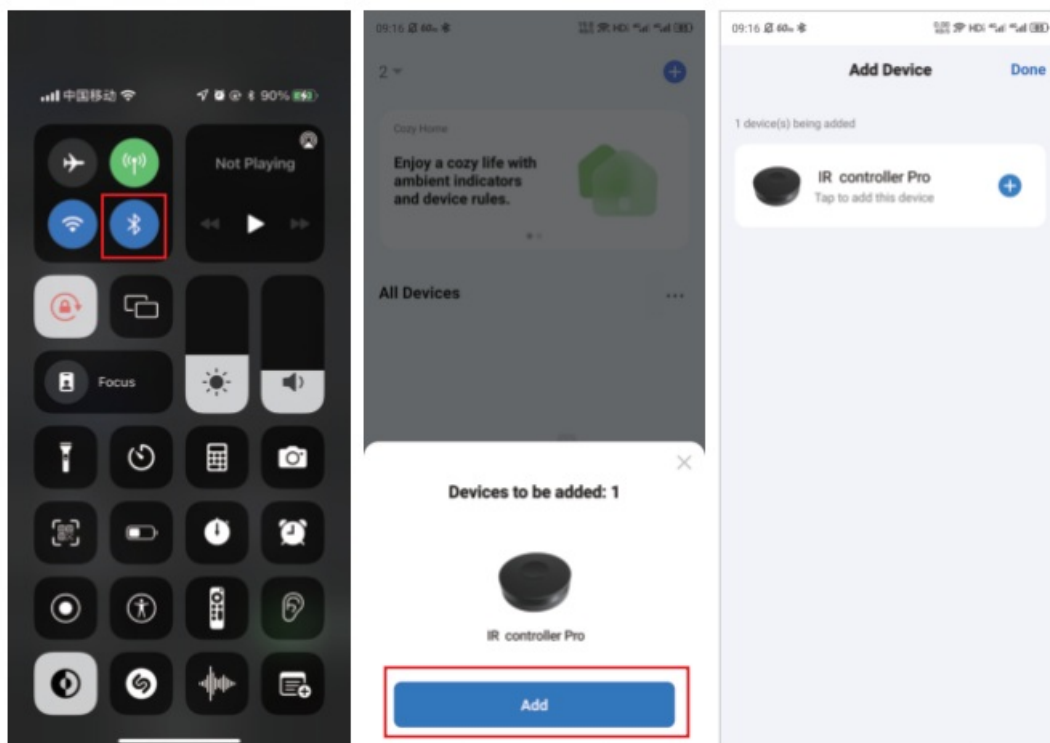 中国移动
90%
Not Playing
Focus
09:16
2
Cozy Home
Enjoy a cozy life with
ambient indicators
and device rules.
All Devices
Devices to be added: 1
IR controller Pro
Add
09:16
Add Device
Done
1 device(s) being added
IR controller Pro
Tap to add this device